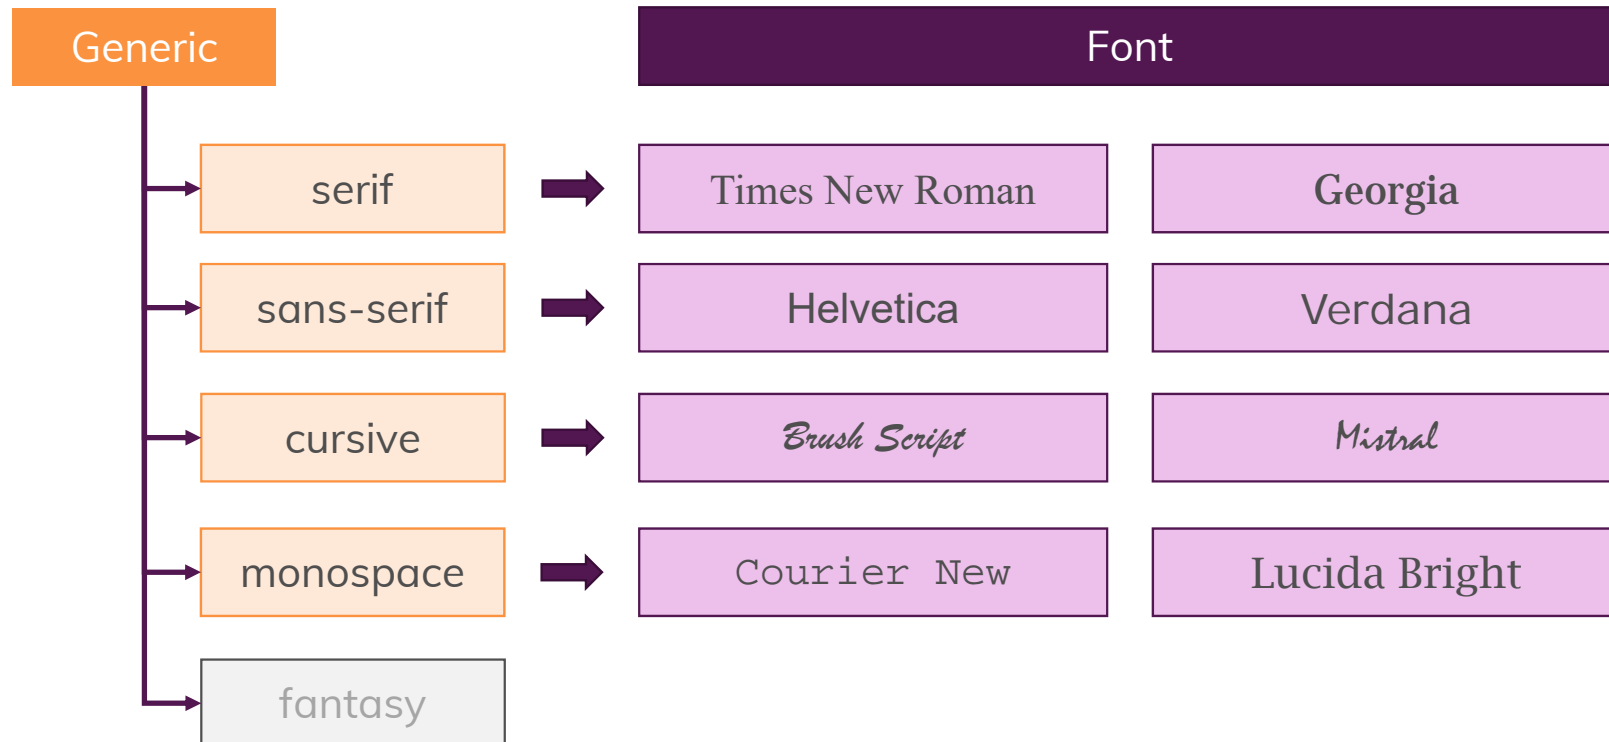 Generic
Font
serif
Times New Roman
Georgia
sans-serif
Helvetica
Verdana
cursive
Brush Script
Mistral
monospace
Courier New
Lucida Bright
fantasy